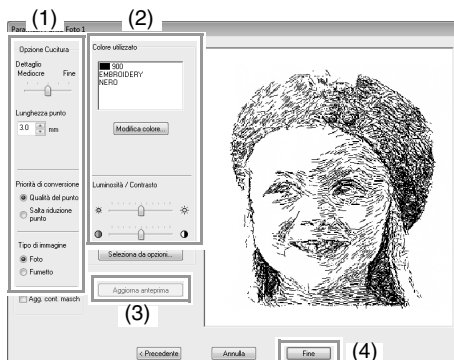 (1)
(2)
Foto 1
Opzione Cucitura
Dettaglio
Mediocre Fine
Lunghezza punto
3.0 mm
Priorità di conversione
Qualità del punto
Salta riduzione
punto
Tipo di immagine
Foto
Fumetto
Agg. cont. masch
Colore utilizzato
900
EMBROIDERY
NERO
Modifica colore...
Luminosità / Contrasto
Seleziona da opzioni...
Aggiorna anteprima
(3)
< Precedente
Annulla
Fine
(4)